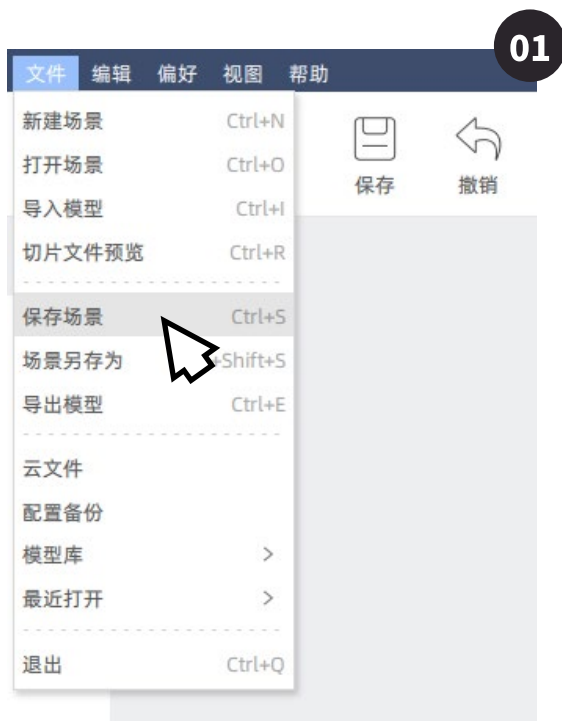 01
文件 编辑 偏好 视图 帮助
新建场景 Ctrl+N
打开场景 Ctrl+O
导入模型 Ctrl+I
切片文件预览 Ctrl+R
保存 撤销
保存场景 Ctrl+S
场景另存为 +Shift+S
导出模型 Ctrl+E
云文件
配置备份
模型库 >
最近打开 >
退出 Ctrl+Q